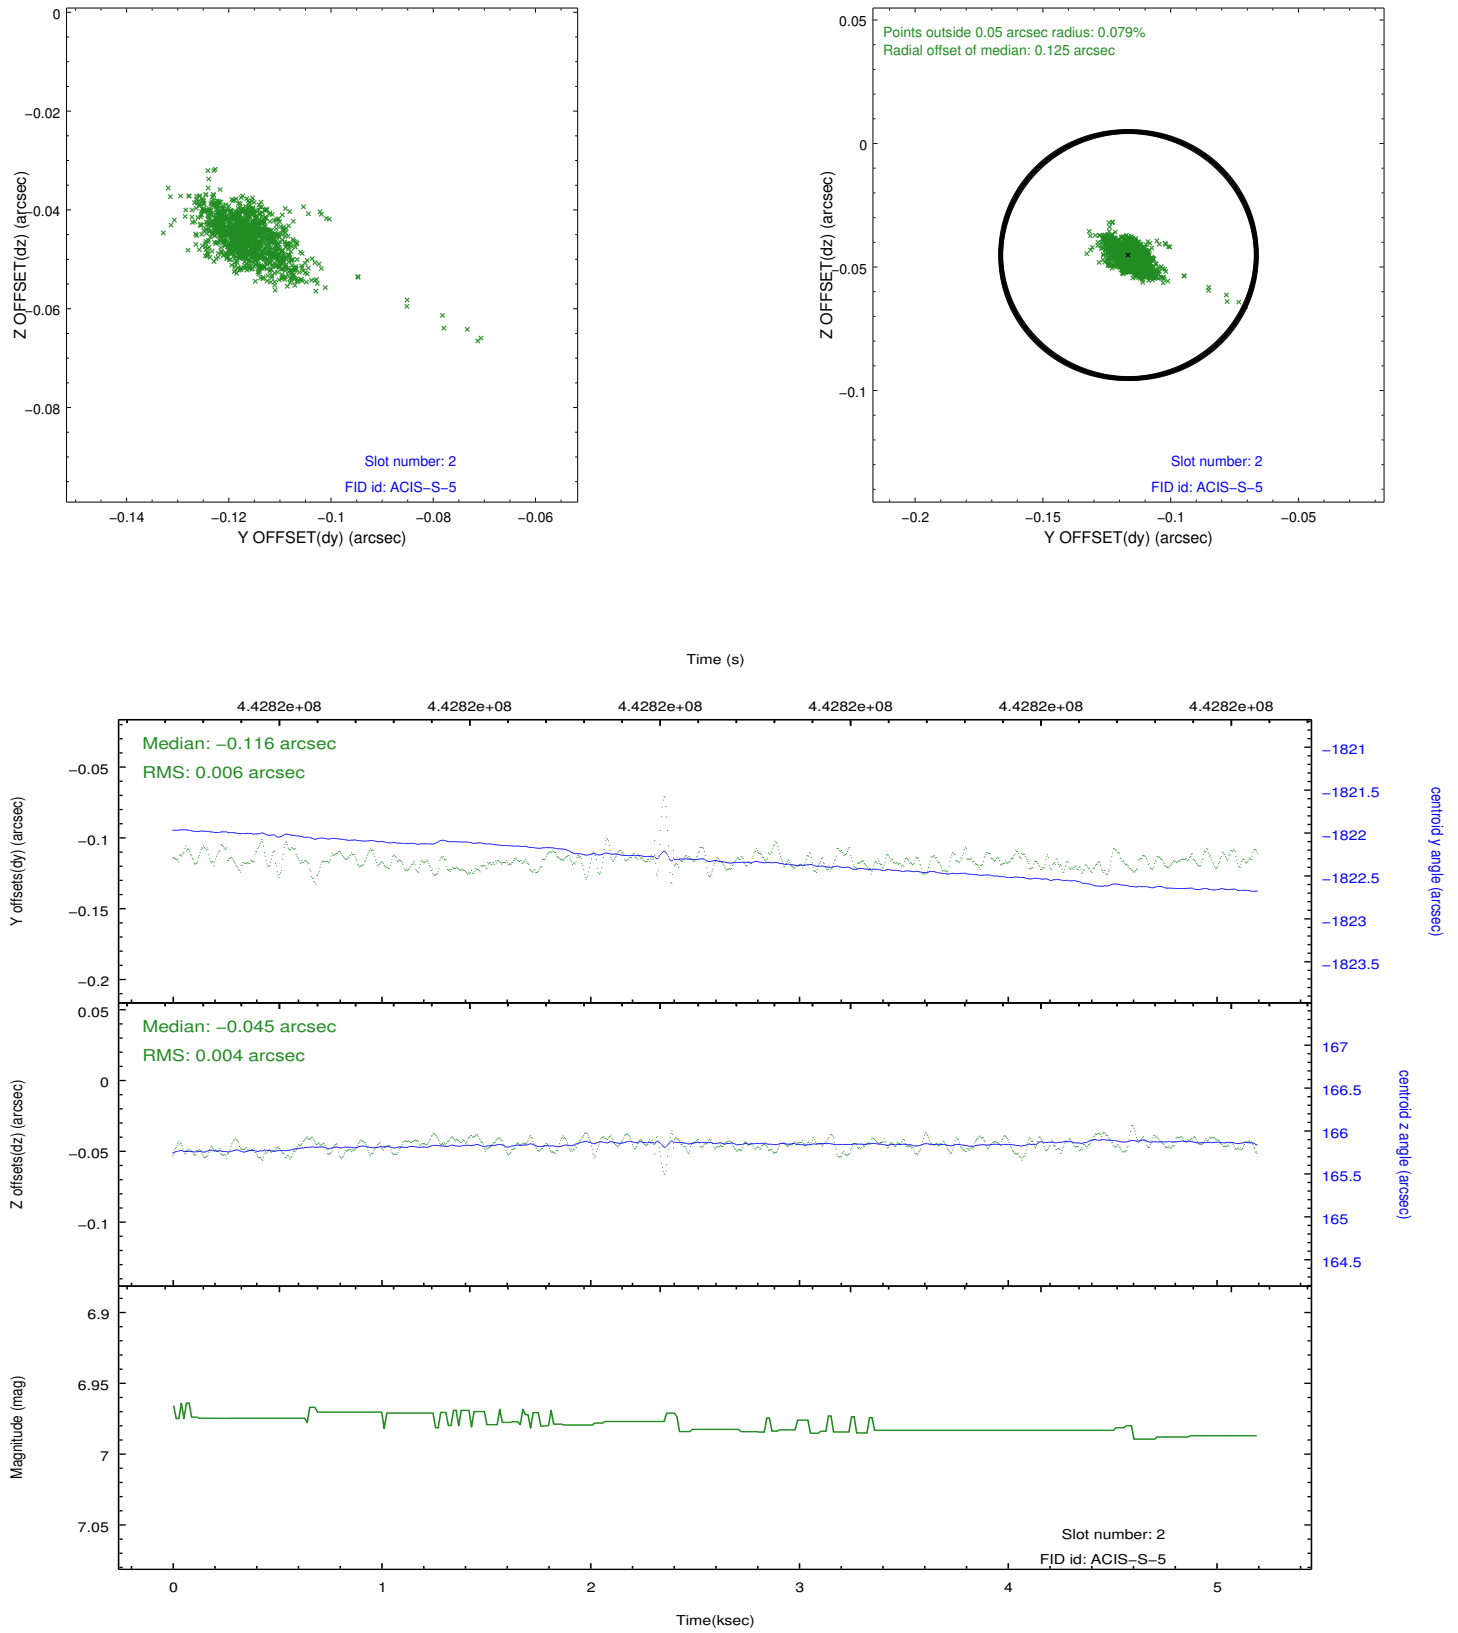 0
−0.02
−0.04
−0.06
−0.08
Z OFFSET(dz) (arcsec)
Slot number: 2
FID id: ACIS−S−5
−0.14
−0.12
−0.1
−0.08
−0.06
Y OFFSET(dy) (arcsec)
Points outside 0.05 arcsec radius: 0.079%
Radial offset of median: 0.125 arcsec
0.05
0
−0.05
−0.1
Z OFFSET(dz) (arcsec)
Slot number: 2
FID id: ACIS−S−5
−0.2
−0.15
−0.1
−0.05
Y OFFSET(dy) (arcsec)
Time (s)
4.4282e+08
4.4282e+08
4.4282e+08
4.4282e+08
4.4282e+08
4.4282e+08
Median: −0.116 arcsec
RMS: 0.006 arcsec
−0.05
−0.1
−0.15
−0.2
Y offsets(dy) (arcsec)
−1821
−1821.5
−1822
−1822.5
−1823
−1823.5
centroid y angle (arcsec)
Median: −0.045 arcsec
RMS: 0.004 arcsec
0.05
0
−0.05
−0.1
Z offsets(dz) (arcsec)
167
166.5
166
165.5
165
164.5
centroid z angle (arcsec)
6.9
6.95
7
7.05
Magnitude (mag)
Slot number: 2
FID id: ACIS−S−5
0
1
2
3
4
5
Time(ksec)